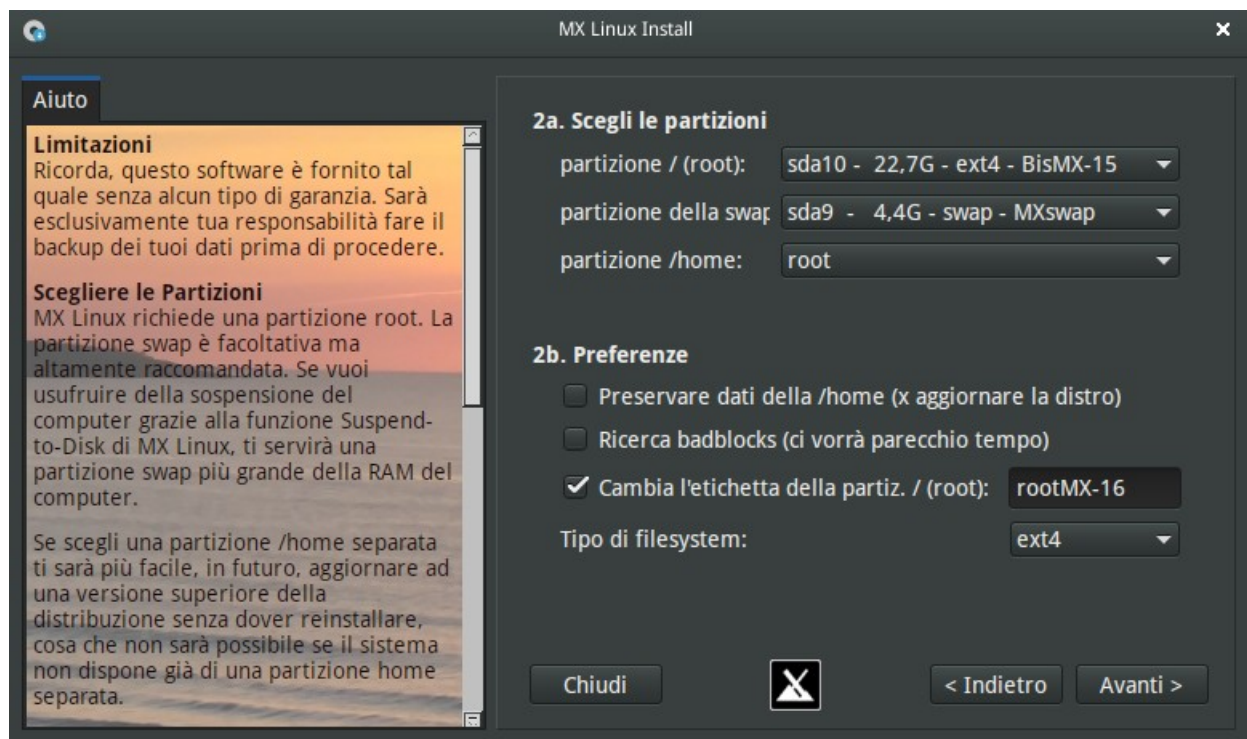 MX Linux Install
Aiuto
Limitazioni
Ricorda, questo software è fornito tal
quale senza alcun tipo di garanzia. Sarà
esclusivamente tua responsabilità fare il
backup dei tuoi dati prima di procedere.
Scegliere le Partizioni
MX Linux richiede una partizione root. La
partizione swap è facoltativa ma
altamente raccomandata. Se vuoi
usufruire della sospensione del
computer grazie alla funzione Suspend-
to-Disk di MX Linux, ti servirà una
partizione swap più grande della RAM del
computer.
Se scegli una partizione /home separata
ti sarà più facile, in futuro, aggiornare ad
una versione superiore della
distribuzione senza dover reinstallare,
cosa che non sarà possibile se il sistema
non dispone già di una partizione home
separata.
2a. Scegli le partizioni
partizione / (root): sda10 - 22,7G - ext4 - BisMX-15
partizione della swap sda9 - 4,4G - swap - MXswap
partizione /home: root
2b. Preferenze
Preservare dati della /home (x aggiornare la distro)
Ricerca badblocks (ci vorrà parecchio tempo)
Cambia l'etichetta della partiz. / (root): rootMX-16
Tipo di filesystem: ext4
Chiudi < Indietro Avanti >